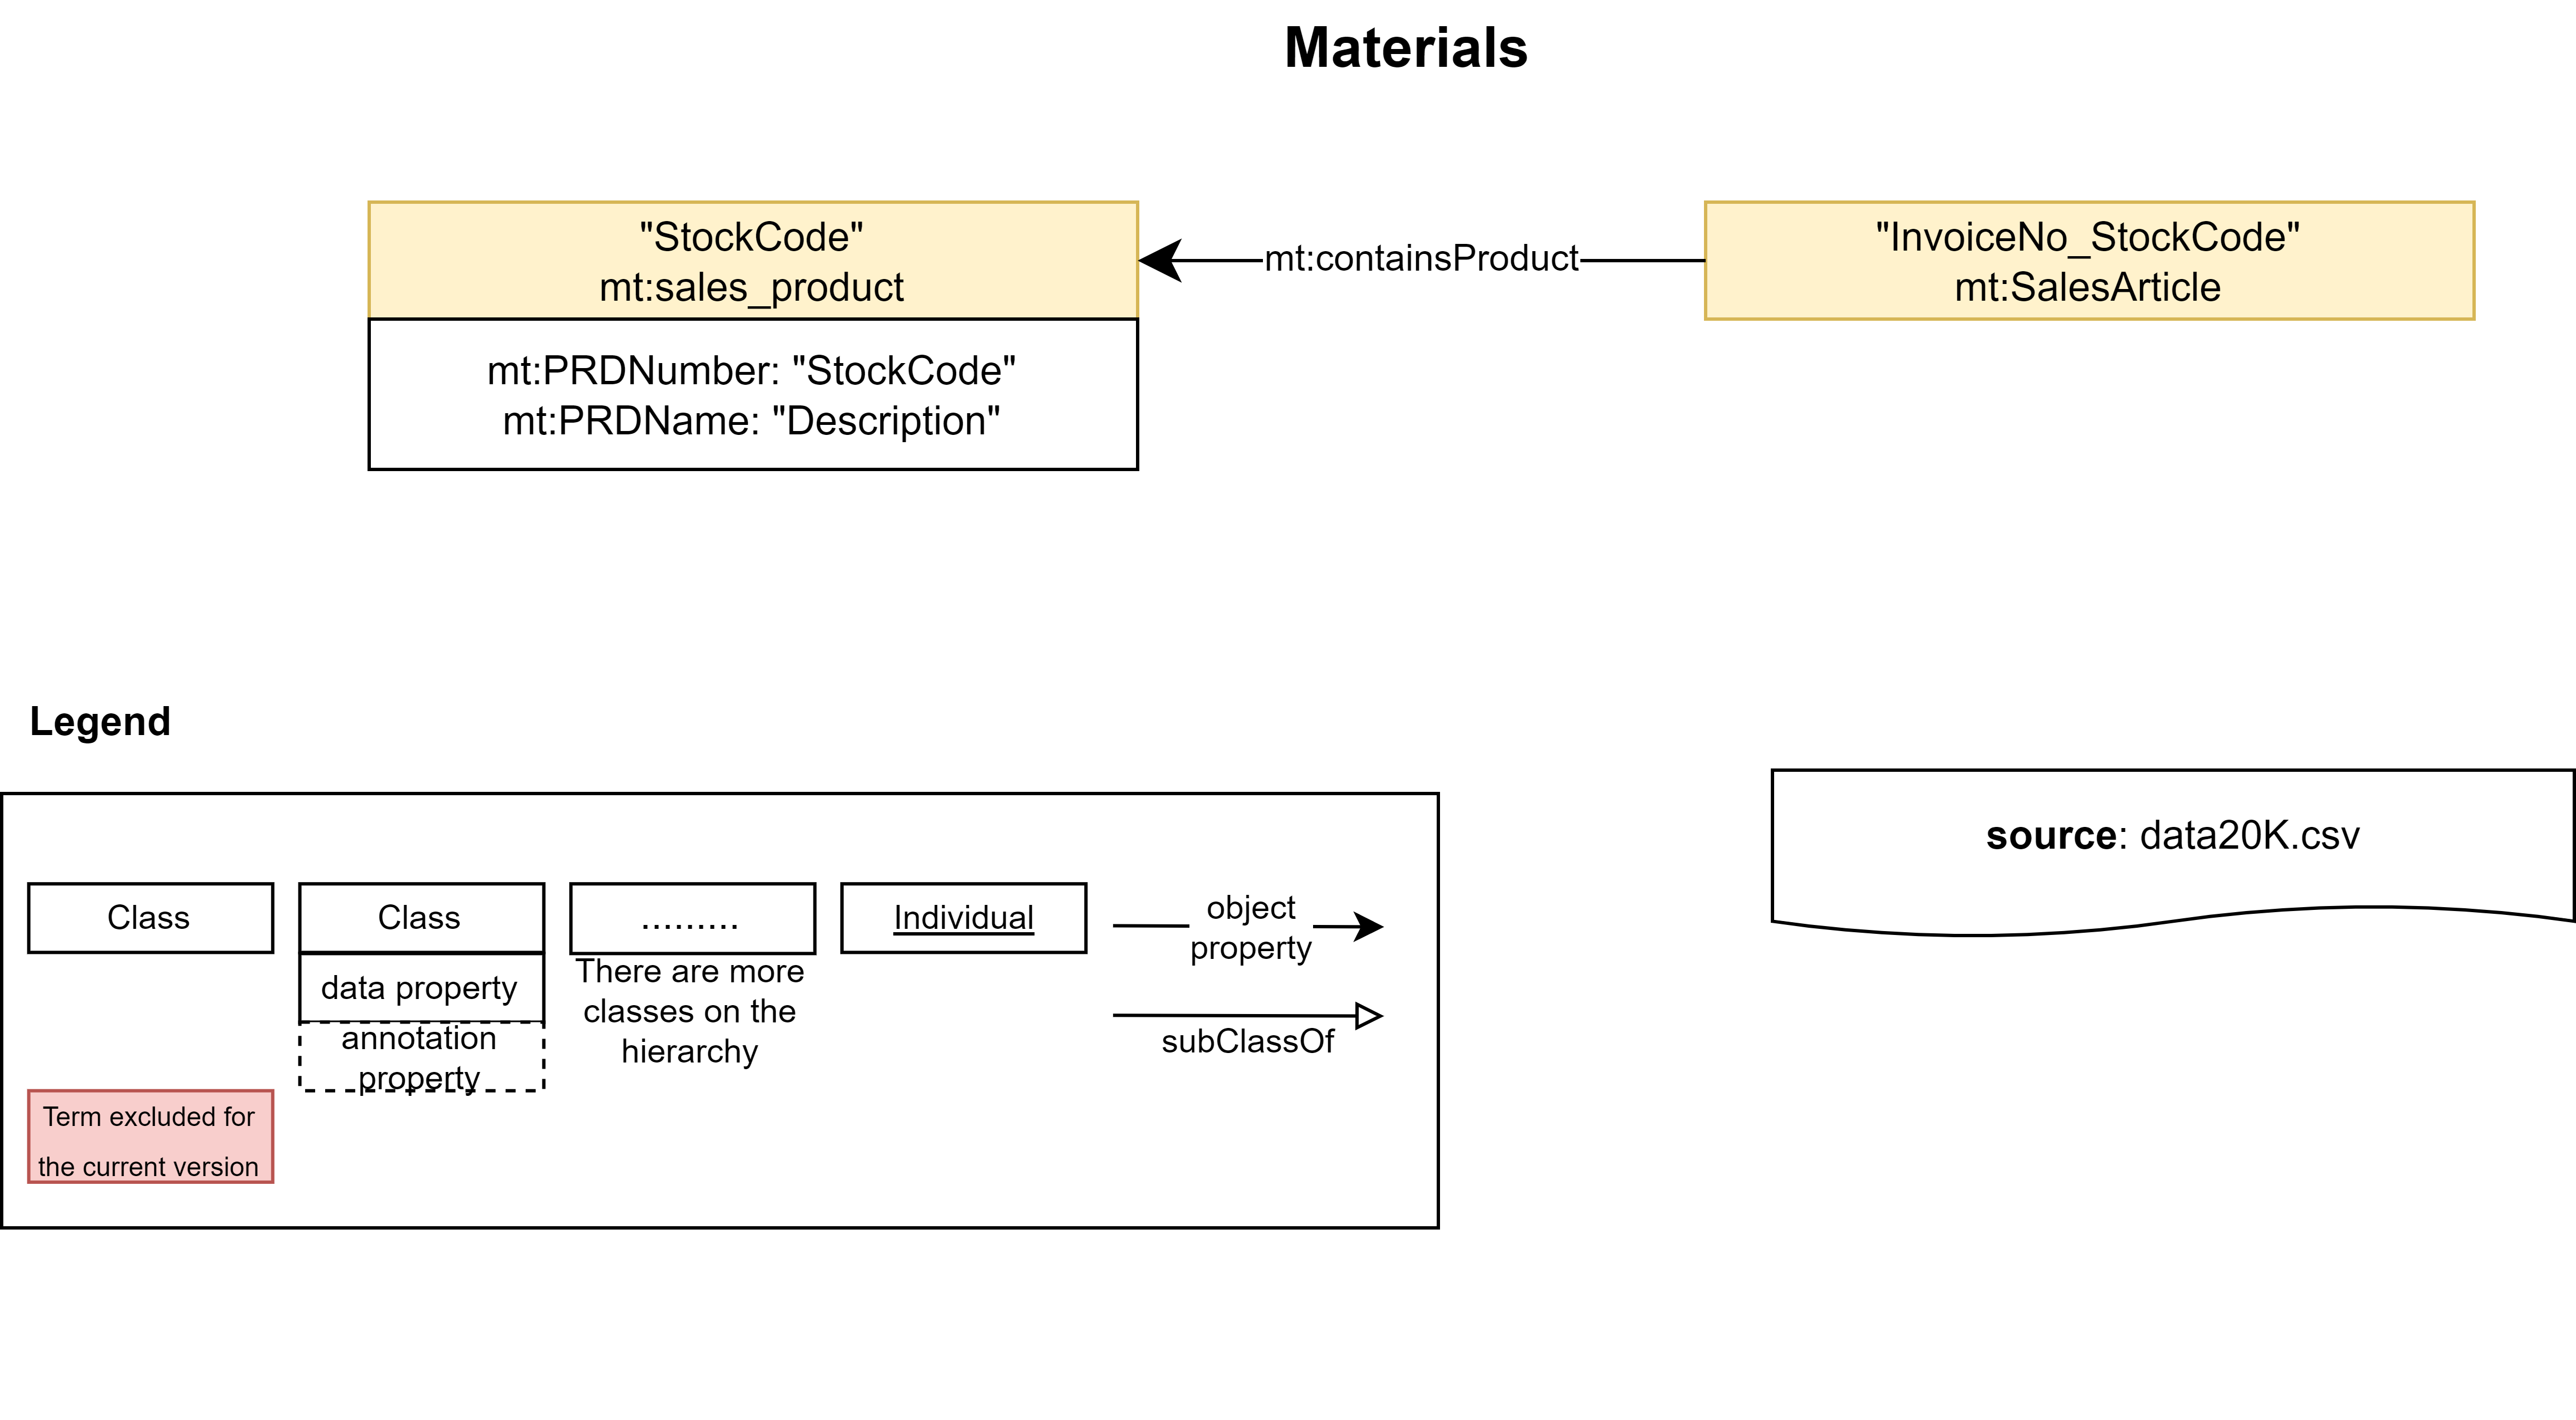 Materials
"StockCode"
mt:sales_product
mt:containsProduct
"InvoiceNo_StockCode"
mt:SalesArticle
mt:PRDNumber: "StockCode"
mt:PRDName: "Description"
Legend
Class
Class
data property
annotation
property
.........
There are more
classes on the
hierarchy
Individual
object
property
subClassOf
Term excluded for
the current version
source: data20K.csv